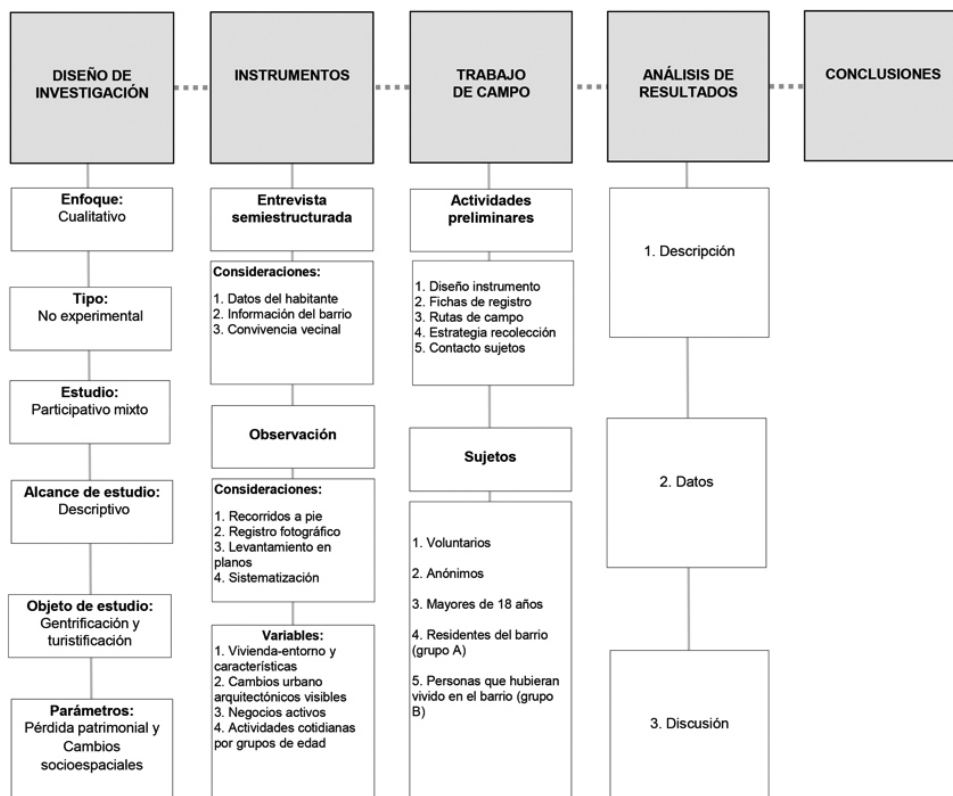 DISEÑO DE
INVESTIGACIÓN
INSTRUMENTOS
TRABAJO
DE CAMPO
ANÁLISIS DE
RESULTADOS
CONCLUSIONES
Enfoque:
Cualitativo
Tipo:
No experimental
Estudio:
Participativo mixto
Alcance de estudio:
Descriptivo
Objeto de estudio:
Gentrificación y
turistificación
Parámetros:
Pérdida patrimonial y
Cambios
socioespaciales
Entrevista
semiestructurada
Consideraciones:
1. Datos del habitante
2. Información del barrio
3. Convivencia vecinal
Observación
Consideraciones:
1. Recorridos a pie
2. Registro fotográfico
3. Levantamiento en
planos
4. Sistematización
Variables:
1. Vivienda-entorno y
características
2. Cambios urbano
arquitectónicos visibles
3. Negocios activos
4. Actividades cotidianas
por grupos de edad
Actividades
preliminares
1. Diseño instrumento
2. Fichas de registro
3. Rutas de campo
4. Estrategia recolección
5. Contacto sujetos
Sujetos
1. Voluntarios
2. Anónimos
3. Mayores de 18 años
4. Residentes del barrio
(grupo A)
5. Personas que hubieran
vivido en el barrio (grupo
B)
1. Descripción
2. Datos
3. Discusión